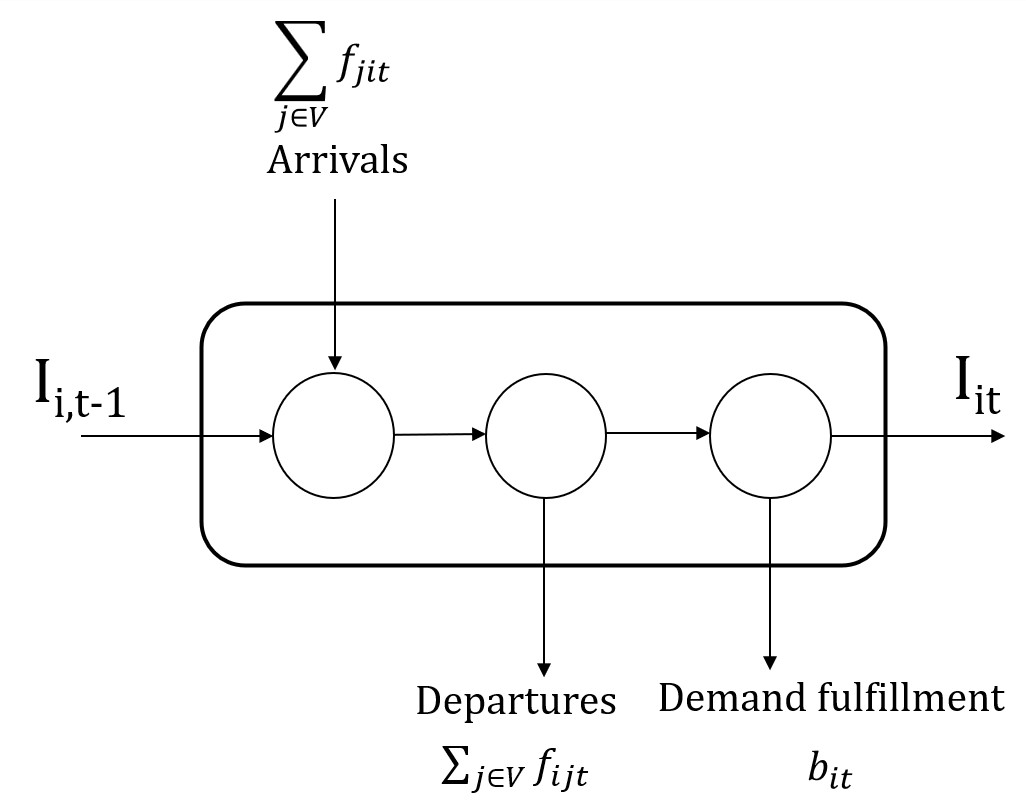 ∑_{j∈V} f_{jit}
Arrivals
I_{i,t-1}
I_{it}
Departures
∑_{j∈V} f_{ijt}
Demand fulfillment
b_{it}